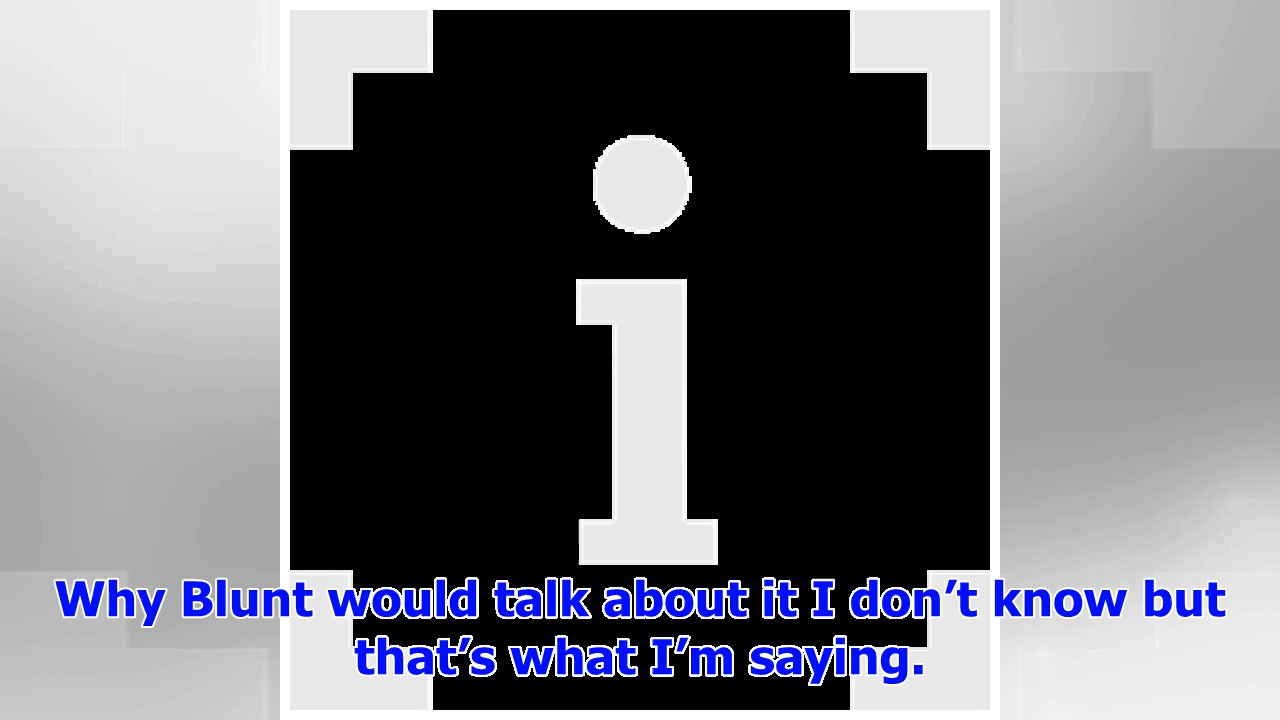 i
Why Blunt would talk about it I don’t know but
that’s what I’m saying.